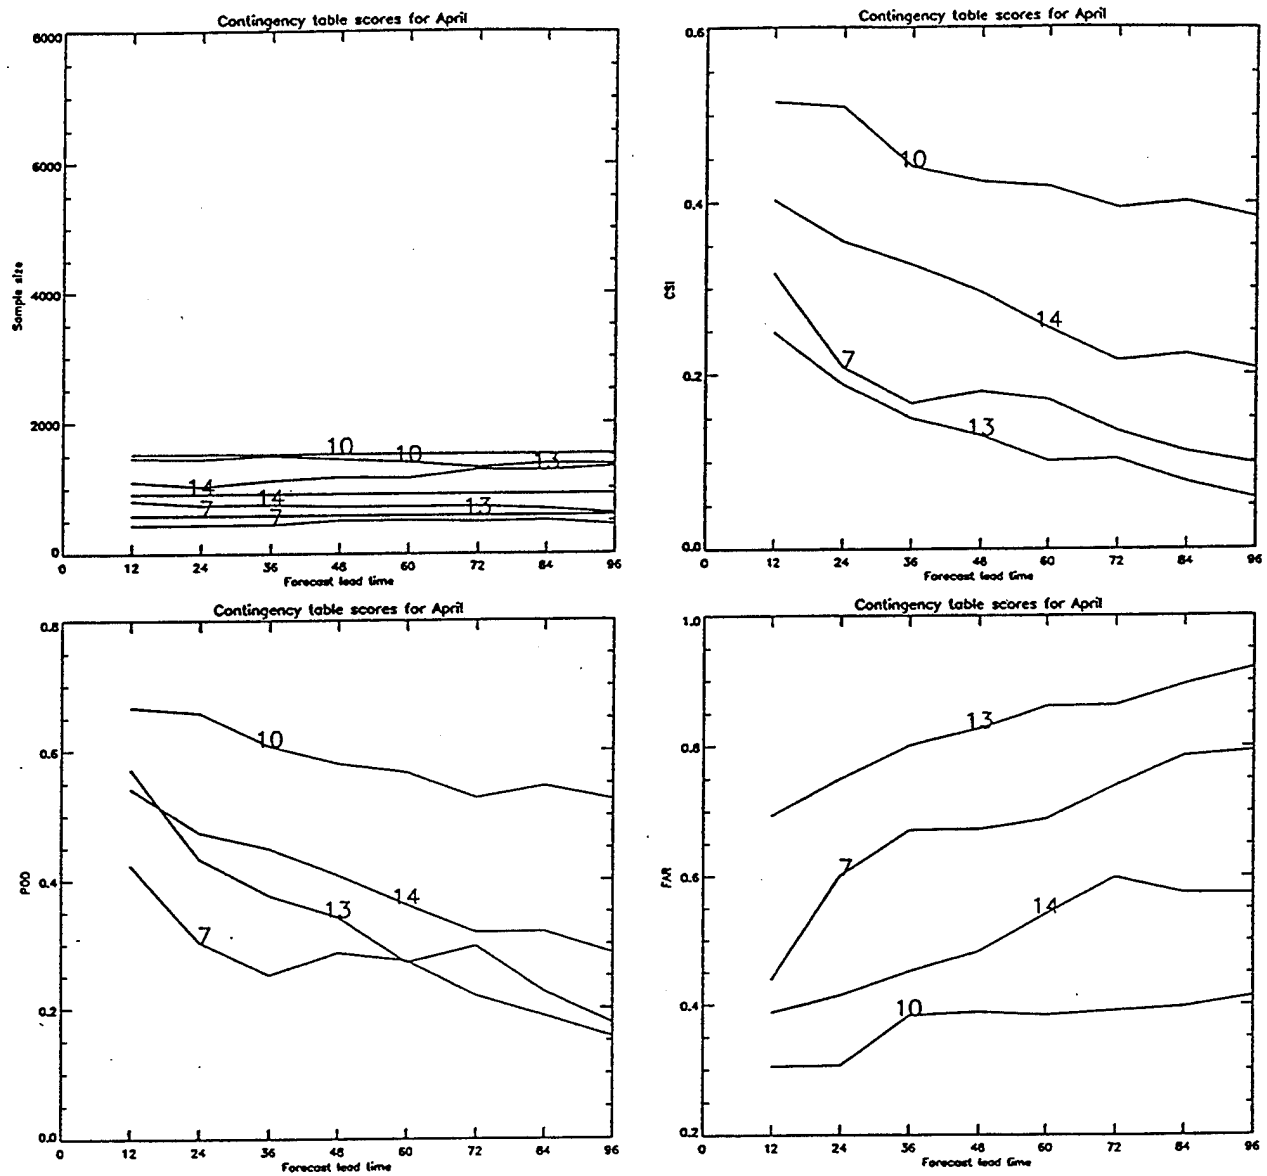 Contingency table scores for April
8000
6000
4000
2000
0
Sample size
10
10
13
14
14
7
13
7
0 12 24 36 48 60 72 84 96
Forecast lead time
Contingency table scores for April
0.6
0.4
0.2
0.0
CSI
10
14
7
13
0 12 24 36 48 60 72 84 96
Forecast lead time
Contingency table scores for April
0.8
0.6
0.4
0.2
0.0
POD
10
14
13
7
0 12 24 36 48 60 72 84 96
Forecast lead time
Contingency table scores for April
1.0
0.8
0.6
0.4
0.2
FAR
13
7
14
10
0 12 24 36 48 60 72 84 96
Forecast lead time